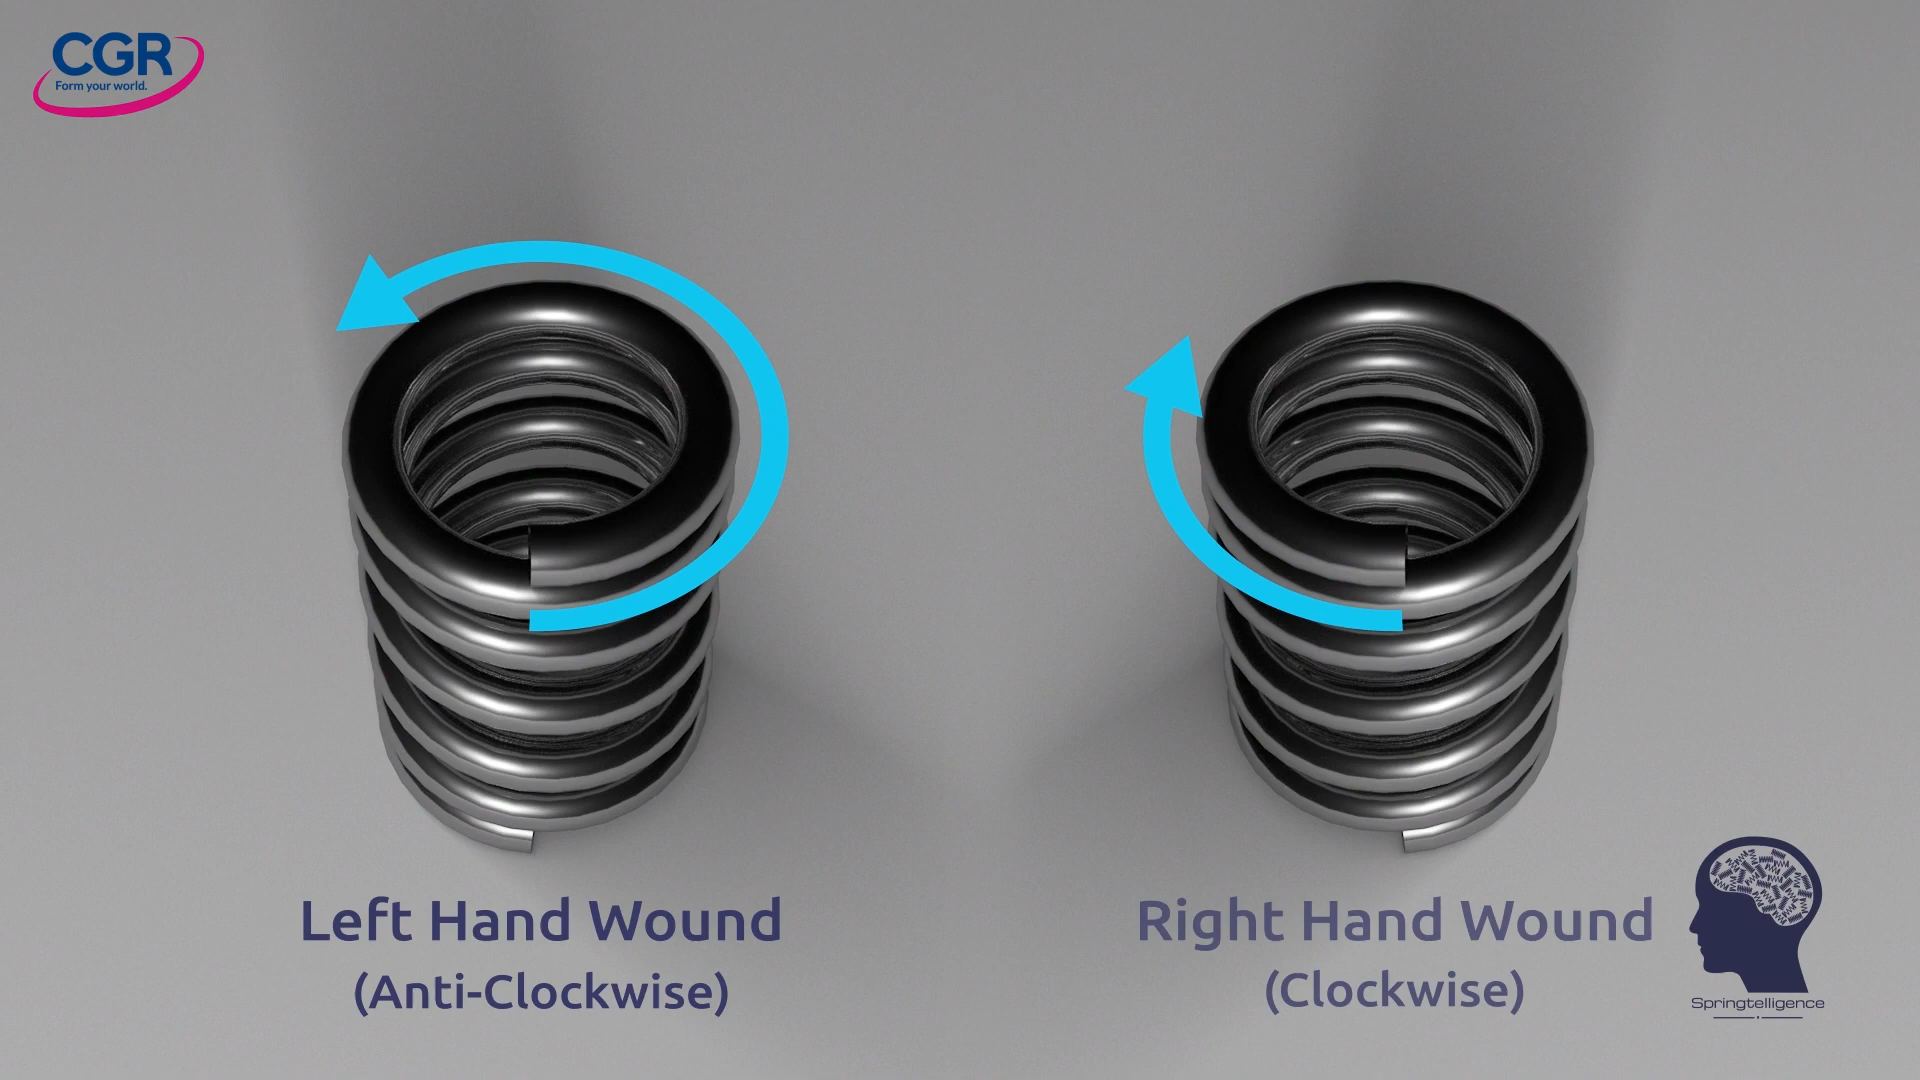 CGR
Form your world.
Left Hand Wound
(Anti-Clockwise)
Right Hand Wound
(Clockwise)
Springtelligence